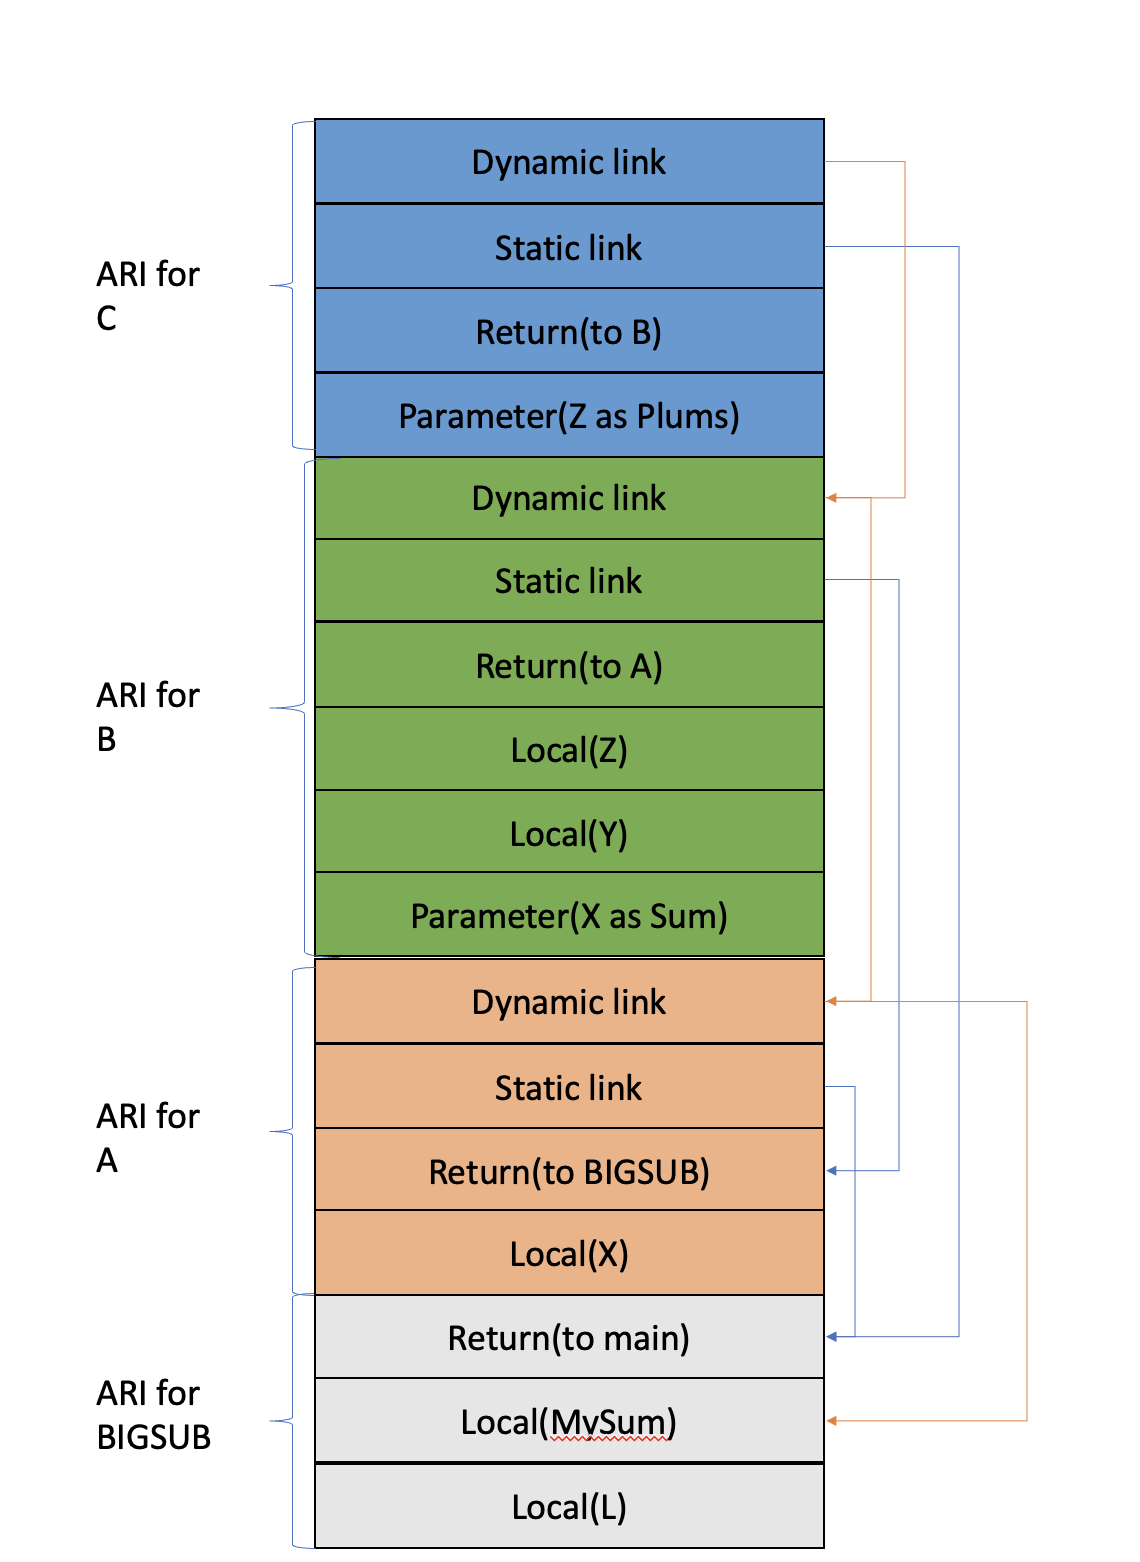 Dynamic link
Static link
ARI for
C
Return(to B)
Parameter(Z as Plums)
Dynamic link
Static link
Return(to A)
ARI for
B
Local(Z)
Local(Y)
Parameter(X as Sum)
Dynamic link
Static link
ARI for
A
Return(to BIGSUB)
Local(X)
Return(to main)
ARI for
BIGSUB
Local(MySum)
Local(L)